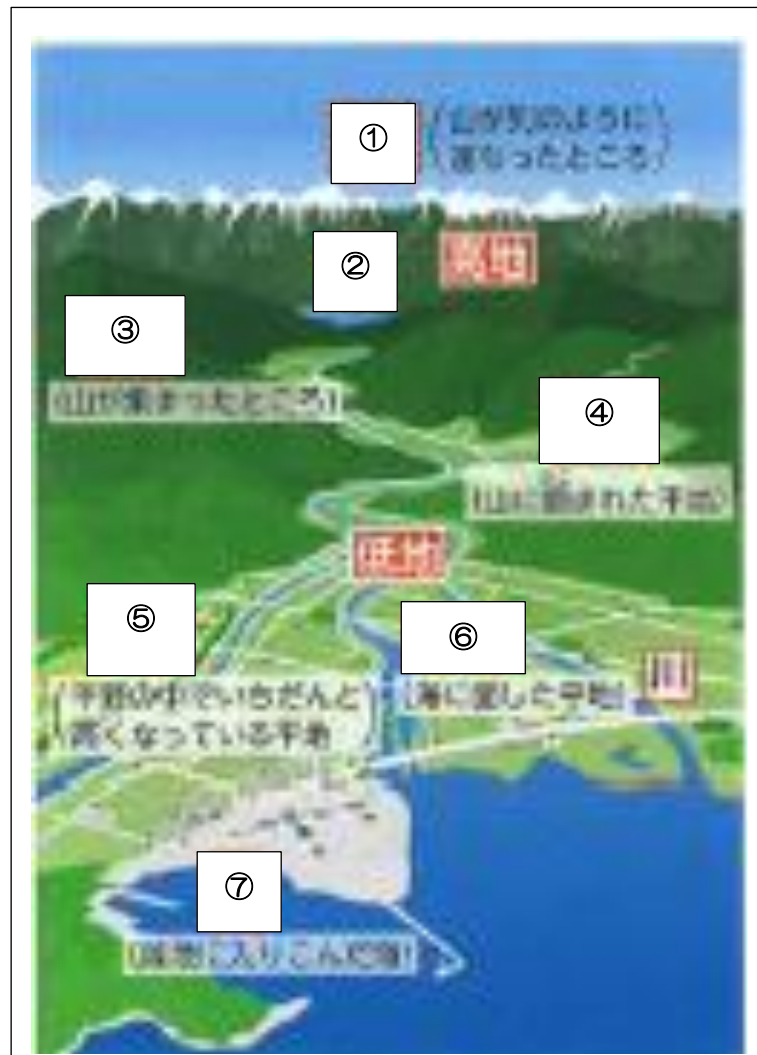 ①
(山が列のように
連なったところ)
②
高地
③
(山が集まったところ)
④
(山に囲まれた平地)
低地
⑤
⑥
(平野の中でいちだんと
高くなっている平地)
(海に面した平地)
川
⑦
(陸地に入りこんだ海)